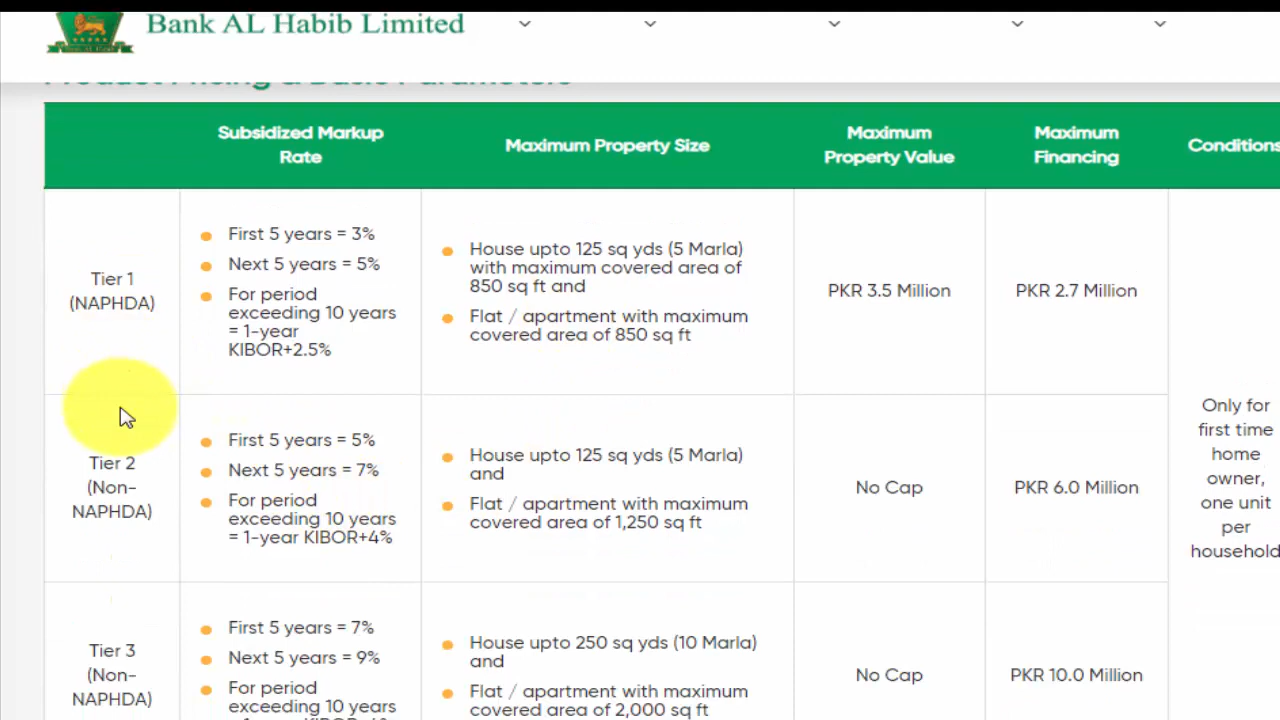 Bank AL Habib Limited
Product Pricing & Basic Parameters
Subsidized Markup
Rate
Maximum Property Size
Maximum
Property Value
Maximum
Financing
Conditions
Tier 1
(NAPHDA)
First 5 years = 3%
Next 5 years = 5%
For period
exceeding 10 years
= 1-year
KIBOR+2.5%
House upto 125 sq yds (5 Marla)
with maximum covered area of
850 sq ft and
Flat / apartment with maximum
covered area of 850 sq ft
PKR 3.5 Million
PKR 2.7 Million
Only for
first time
home
owner,
one unit
per
household
Tier 2
(Non-
NAPHDA)
First 5 years = 5%
Next 5 years = 7%
For period
exceeding 10 years
= 1-year KIBOR+4%
House upto 125 sq yds (5 Marla)
and
Flat / apartment with maximum
covered area of 1,250 sq ft
No Cap
PKR 6.0 Million
Tier 3
(Non-
NAPHDA)
First 5 years = 7%
Next 5 years = 9%
For period
exceeding 10 years
= 1-year KIBOR+4%
House upto 250 sq yds (10 Marla)
and
Flat / apartment with maximum
covered area of 2,000 sq ft
No Cap
PKR 10.0 Million